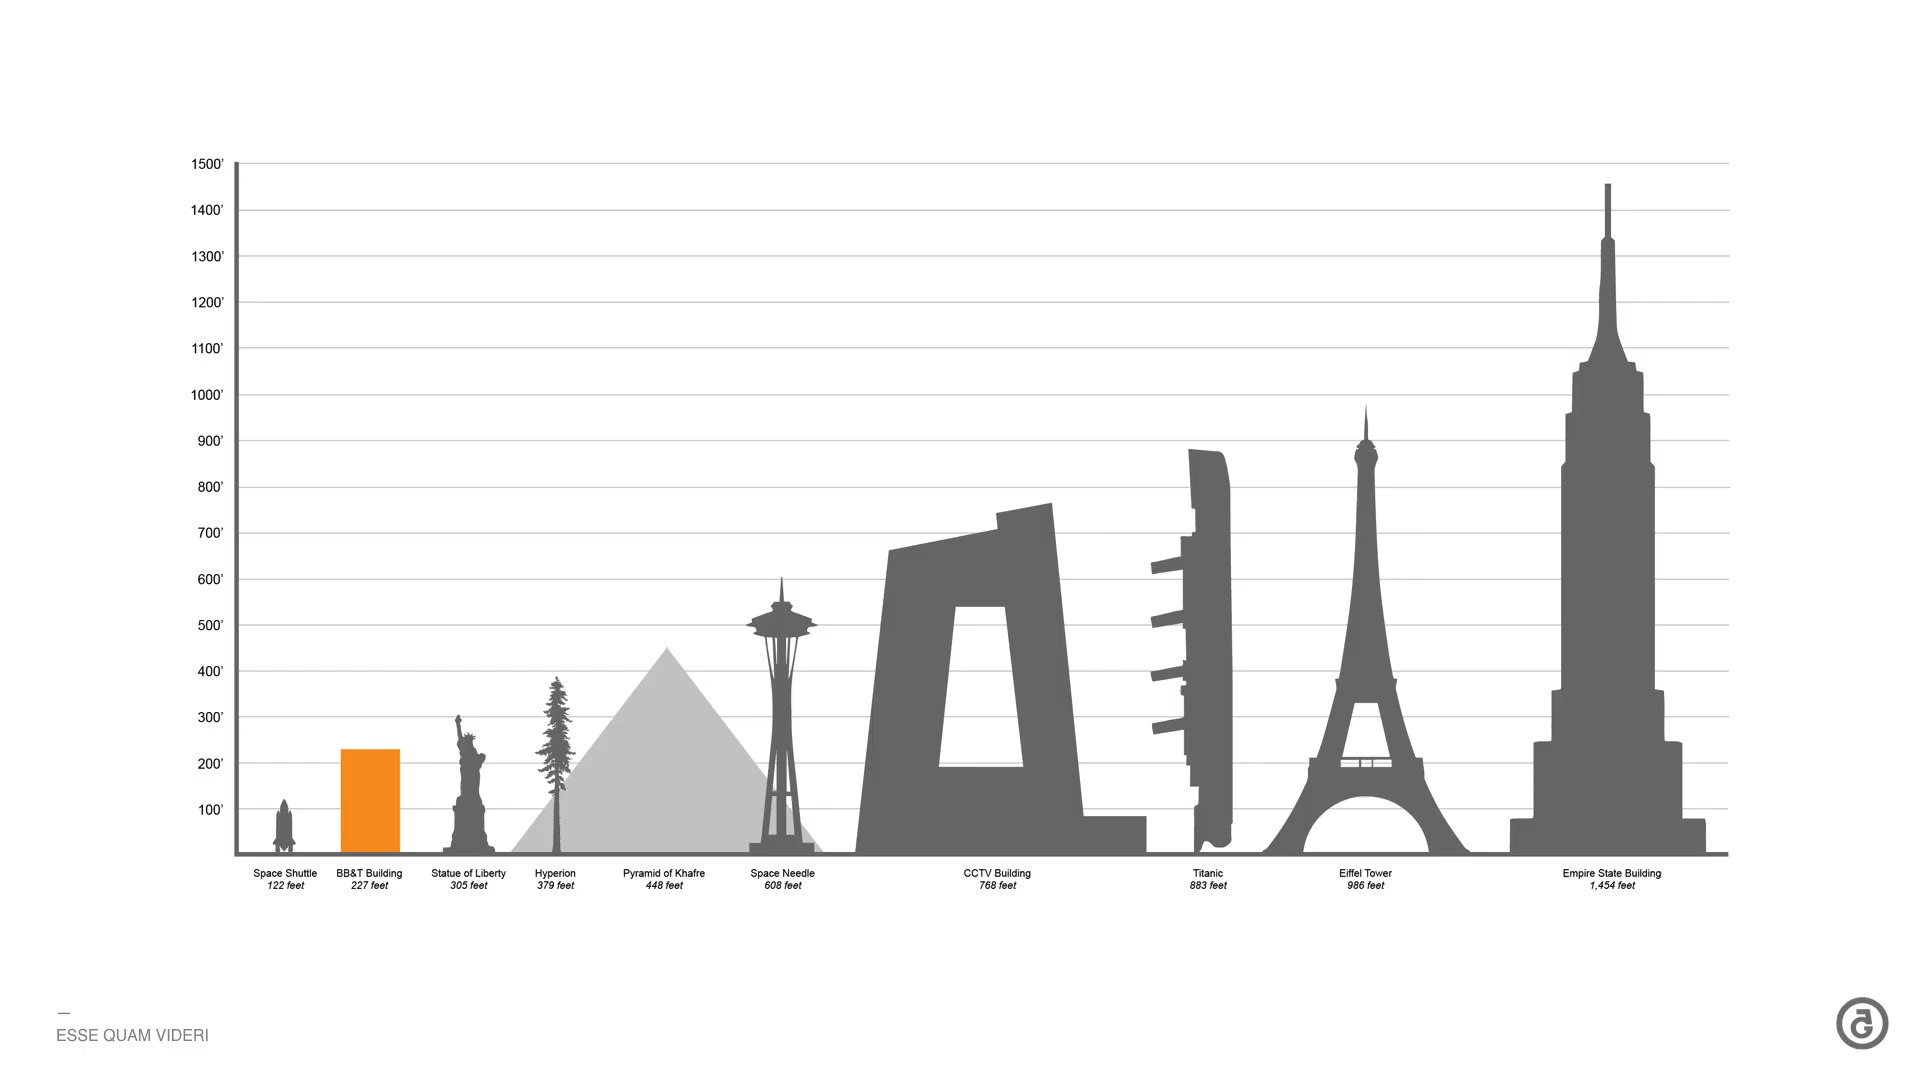 1500’
1400’
1300’
1200’
1100’
1000’
900’
800’
700’
600’
500’
400’
300’
200’
100’
Space Shuttle
122 feet
BB&T Building
227 feet
Statue of Liberty
305 feet
Hyperion
379 feet
Pyramid of Khafre
448 feet
Space Needle
608 feet
CCTV Building
768 feet
Titanic
883 feet
Eiffel Tower
986 feet
Empire State Building
1,454 feet
—
ESSE QUAM VIDERI